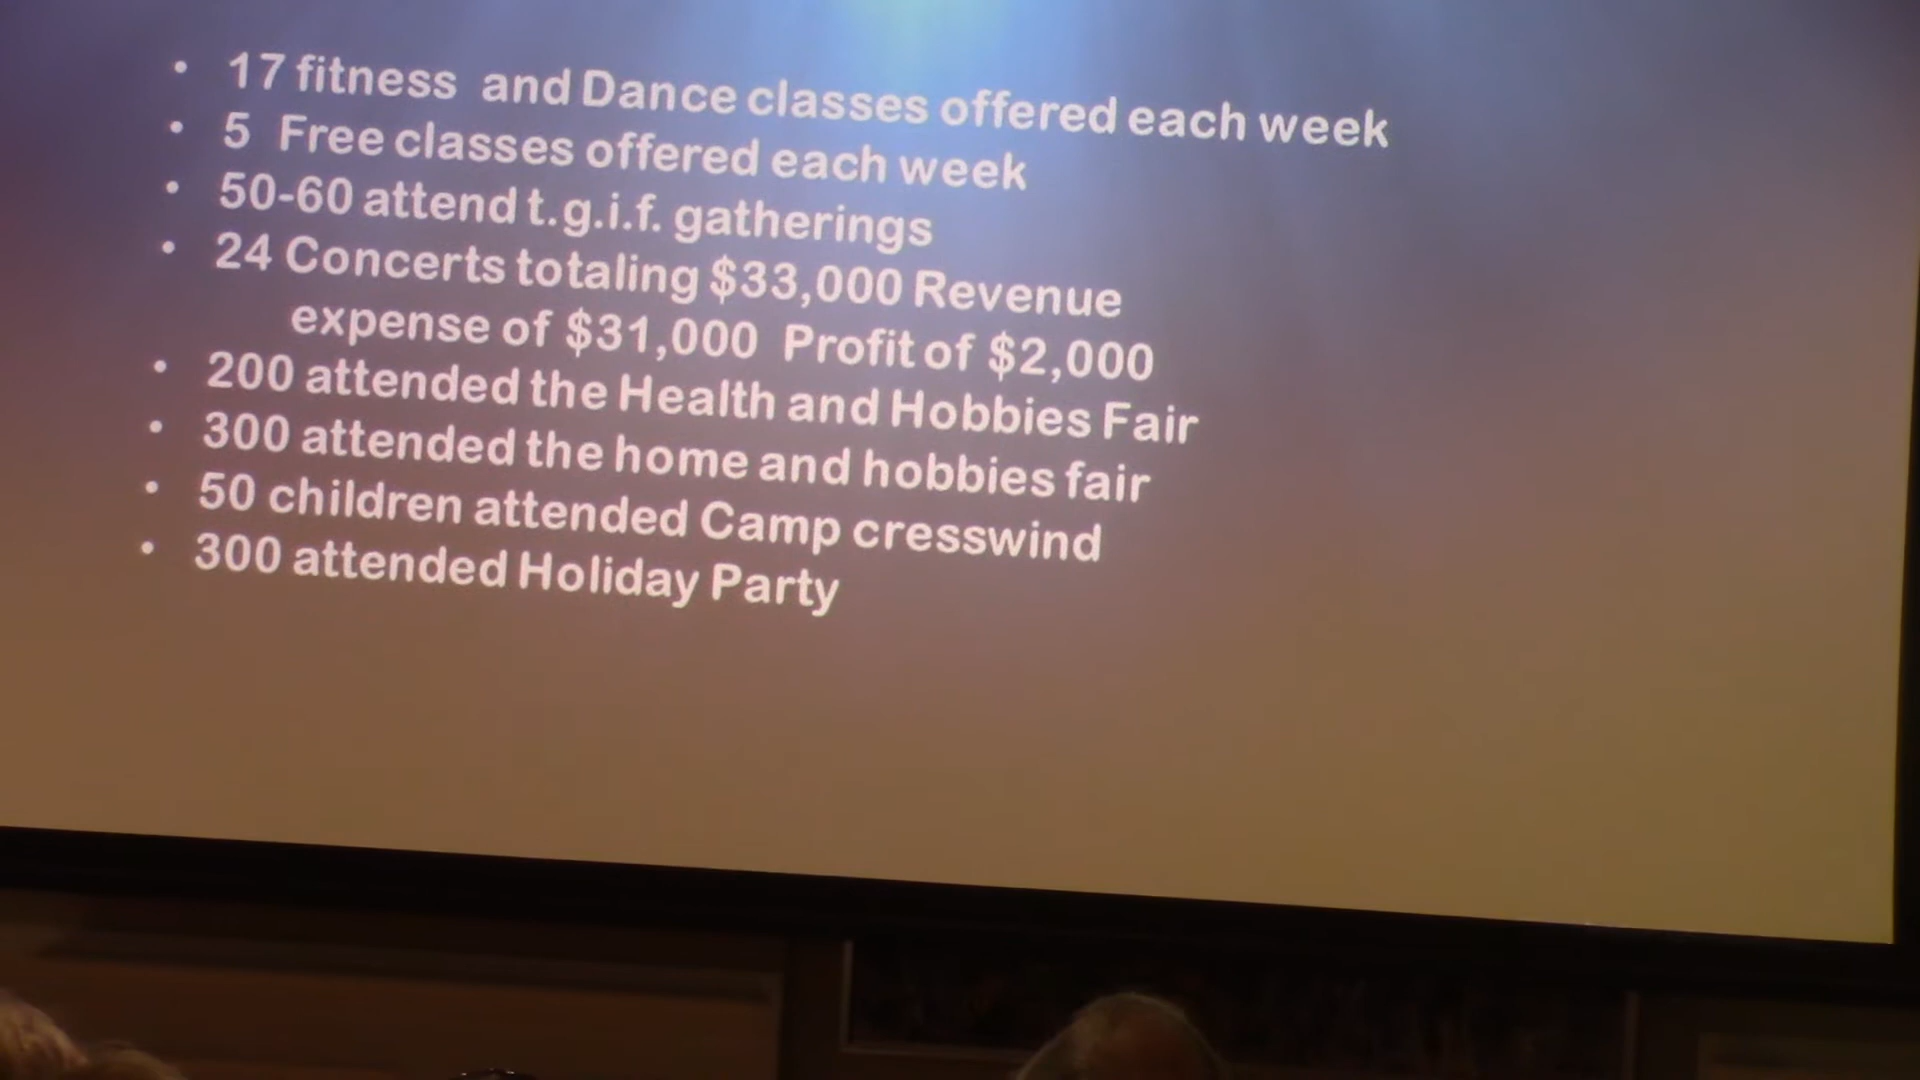 • 17 fitness and Dance classes offered each week
• 5 Free classes offered each week
• 50-60 attend t.g.i.f. gatherings
• 24 Concerts totaling $33,000 Revenue
expense of $31,000 Profit of $2,000
• 200 attended the Health and Hobbies Fair
• 300 attended the home and hobbies fair
• 50 children attended Camp cresswind
• 300 attended Holiday Party